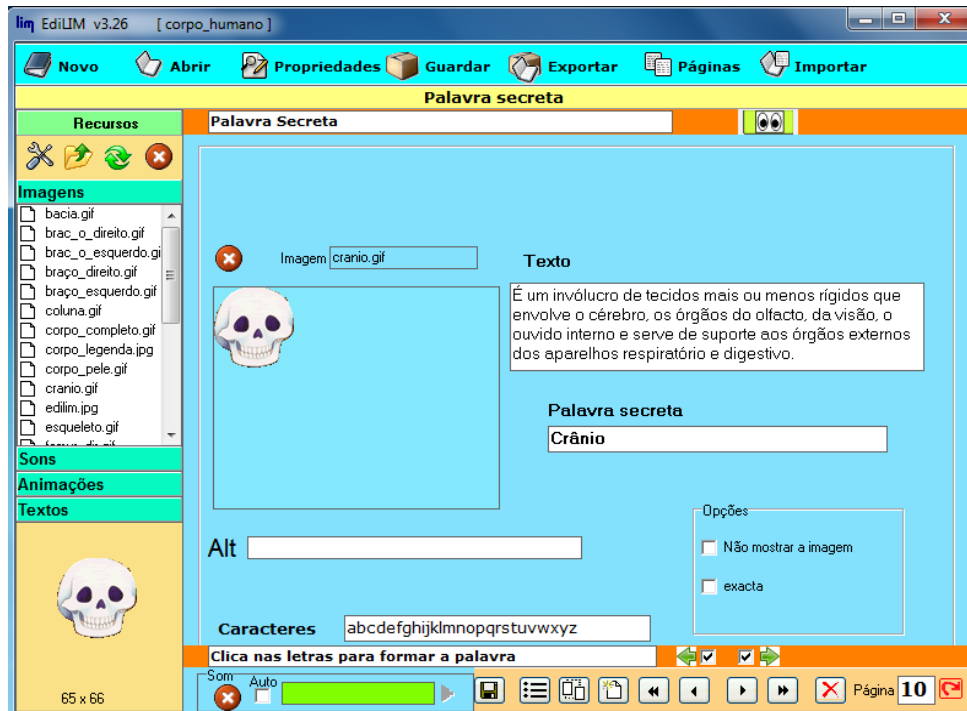 lim EdiLIM v3.26 [ corpo_humano ]
Novo Abrir Propriedades Guardar Exportar Páginas Importar
Palavra secreta
Recursos
Palavra Secreta
Imagens
bacia.gif
brac_o_direito.gif
brac_o_esquerdo.gi
braço_direito.gif
braço_esquerdo.gif
coluna.gif
corpo_completo.gif
corpo_legenda.jpg
corpo_pele.gif
cranio.gif
edilim.jpg
esqueleto.gif
Sons
Animações
Textos
65 x 66
Imagem cranio.gif
Texto
É um invólucro de tecidos mais ou menos rígidos que
envolve o cérebro, os órgãos do olfacto, da visão, o
ouvido interno e serve de suporte aos órgãos externos
dos aparelhos respiratório e digestivo.
Palavra secreta
Crânio
Alt
Opções
Não mostrar a imagem
exacta
Caracteres abcdefghijklmnopqrstuvwxyz
Clica nas letras para formar a palavra
Som Auto
Página 10